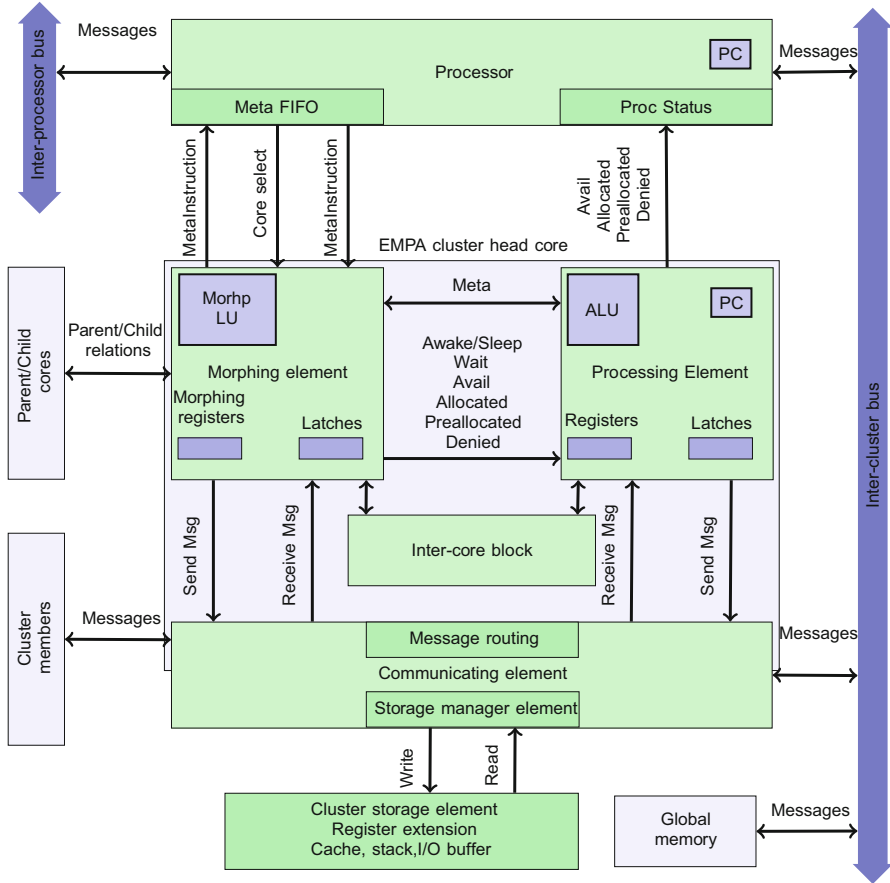 Messages
Inter-processor bus
Processor
PC
Messages
Meta FIFO
Proc Status
MetaInstruction
Core select
MetaInstruction
Avail
Allocated
Preallocated
Denied
EMPA cluster head core
Parent/Child
cores
Parent/Child
relations
Morhp
LU
Meta
ALU
PC
Morphing element
Awake/Sleep
Wait
Avail
Allocated
Preallocated
Denied
Processing Element
Morphing
registers
Latches
Registers
Latches
Inter-cluster bus
Send Msg
Receive Msg
Inter-core block
Receive Msg
Send Msg
Cluster
members
Messages
Message routing
Messages
Communicating element
Storage manager element
Write
Read
Cluster storage element
Register extension
Cache, stack,I/O buffer
Global
memory
Messages